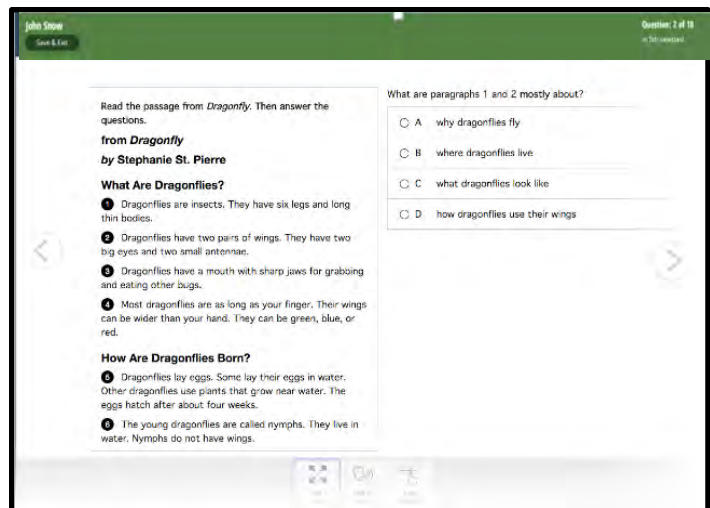 John Snow
Save & Exit
Question: 2 of 18
Read the passage from Dragonfly. Then answer the
questions.
from Dragonfly
by Stephanie St. Pierre
What Are Dragonflies?
1 Dragonflies are insects. They have six legs and long
thin bodies.
2 Dragonflies have two pairs of wings. They have two
big eyes and two small antennae.
3 Dragonflies have a mouth with sharp jaws for grabbing
and eating other bugs.
4 Most dragonflies are as long as your finger. Their wings
can be wider than your hand. They can be green, blue, or
red.
How Are Dragonflies Born?
5 Dragonflies lay eggs. Some lay their eggs in water.
Other dragonflies use plants that grow near water. The
eggs hatch after about four weeks.
6 The young dragonflies are called nymphs. They live in
water. Nymphs do not have wings.
What are paragraphs 1 and 2 mostly about?
A why dragonflies fly
B where dragonflies live
C what dragonflies look like
D how dragonflies use their wings